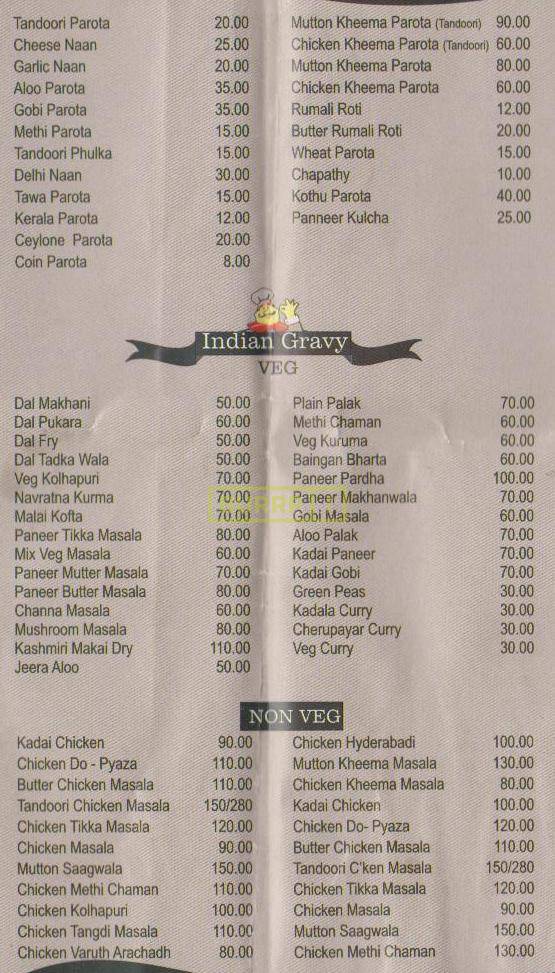 Tandoori Parota 20.00
Cheese Naan 25.00
Garlic Naan 20.00
Aloo Parota 35.00
Gobi Parota 35.00
Methi Parota 15.00
Tandoori Phulka 15.00
Delhi Naan 30.00
Tawa Parota 15.00
Kerala Parota 12.00
Ceylone Parota 20.00
Coin Parota 8.00
Mutton Kheema Parota (Tandoori) 90.00
Chicken Kheema Parota (Tandoori) 60.00
Mutton Kheema Parota 80.00
Chicken Kheema Parota 60.00
Rumali Roti 12.00
Butter Rumali Roti 20.00
Wheat Parota 15.00
Chapathy 10.00
Kothu Parota 40.00
Panneer Kulcha 25.00
Indian Gravy
VEG
Dal Makhani 50.00
Dal Pukara 60.00
Dal Fry 50.00
Dal Tadka Wala 50.00
Veg Kolhapuri 70.00
Navratna Kurma 70.00
Malai Kofta 70.00
Paneer Tikka Masala 80.00
Mix Veg Masala 60.00
Paneer Mutter Masala 70.00
Paneer Butter Masala 80.00
Channa Masala 60.00
Mushroom Masala 80.00
Kashmiri Makai Dry 110.00
Jeera Aloo 50.00
Plain Palak 70.00
Methi Chaman 60.00
Veg Kuruma 60.00
Baingan Bharta 60.00
Paneer Pardha 100.00
Paneer Makhanwala 70.00
Gobi Masala 60.00
Aloo Palak 70.00
Kadai Paneer 70.00
Kadai Gobi 70.00
Green Peas 30.00
Kadala Curry 30.00
Cherupayar Curry 30.00
Veg Curry 30.00
NON VEG
Kadai Chicken 90.00
Chicken Do - Pyaza 110.00
Butter Chicken Masala 110.00
Tandoori Chicken Masala 150/280
Chicken Tikka Masala 120.00
Chicken Masala 90.00
Mutton Saagwala 150.00
Chicken Methi Chaman 110.00
Chicken Kolhapuri 100.00
Chicken Tangdi Masala 110.00
Chicken Varuth Arachadh 80.00
Chicken Hyderabadi 100.00
Mutton Kheema Masala 130.00
Chicken Kheema Masala 80.00
Kadai Chicken 100.00
Chicken Do- Pyaza 120.00
Butter Chicken Masala 110.00
Tandoori C'ken Masala 150/280
Chicken Tikka Masala 120.00
Chicken Masala 90.00
Mutton Saagwala 150.00
Chicken Methi Chaman 130.00